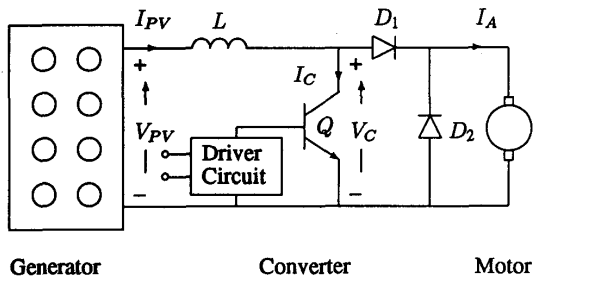 I_PV L D_1 I_A
+ +
I_C
V_PV Q V_C D_2
Driver
Circuit
− −
Generator Converter Motor